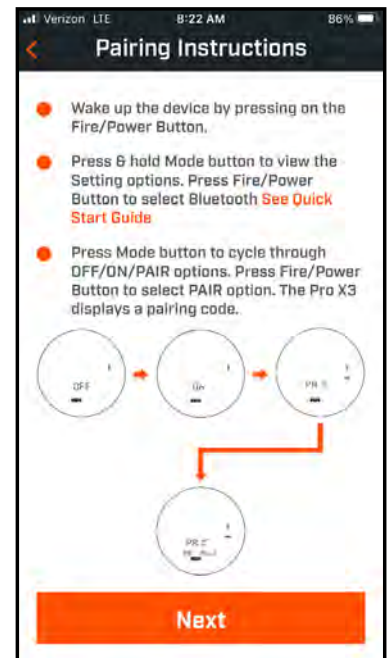 Verizon LTE 8:22 AM 86%
Pairing Instructions
Wake up the device by pressing on the
Fire/Power Button.
Press & hold Mode button to view the
Setting options. Press Fire/Power
Button to select Bluetooth See Quick
Start Guide
Press Mode button to cycle through
OFF/ON/PAIR options. Press Fire/Power
Button to select PAIR option. The Pro X3
displays a pairing code.
OFF
Next